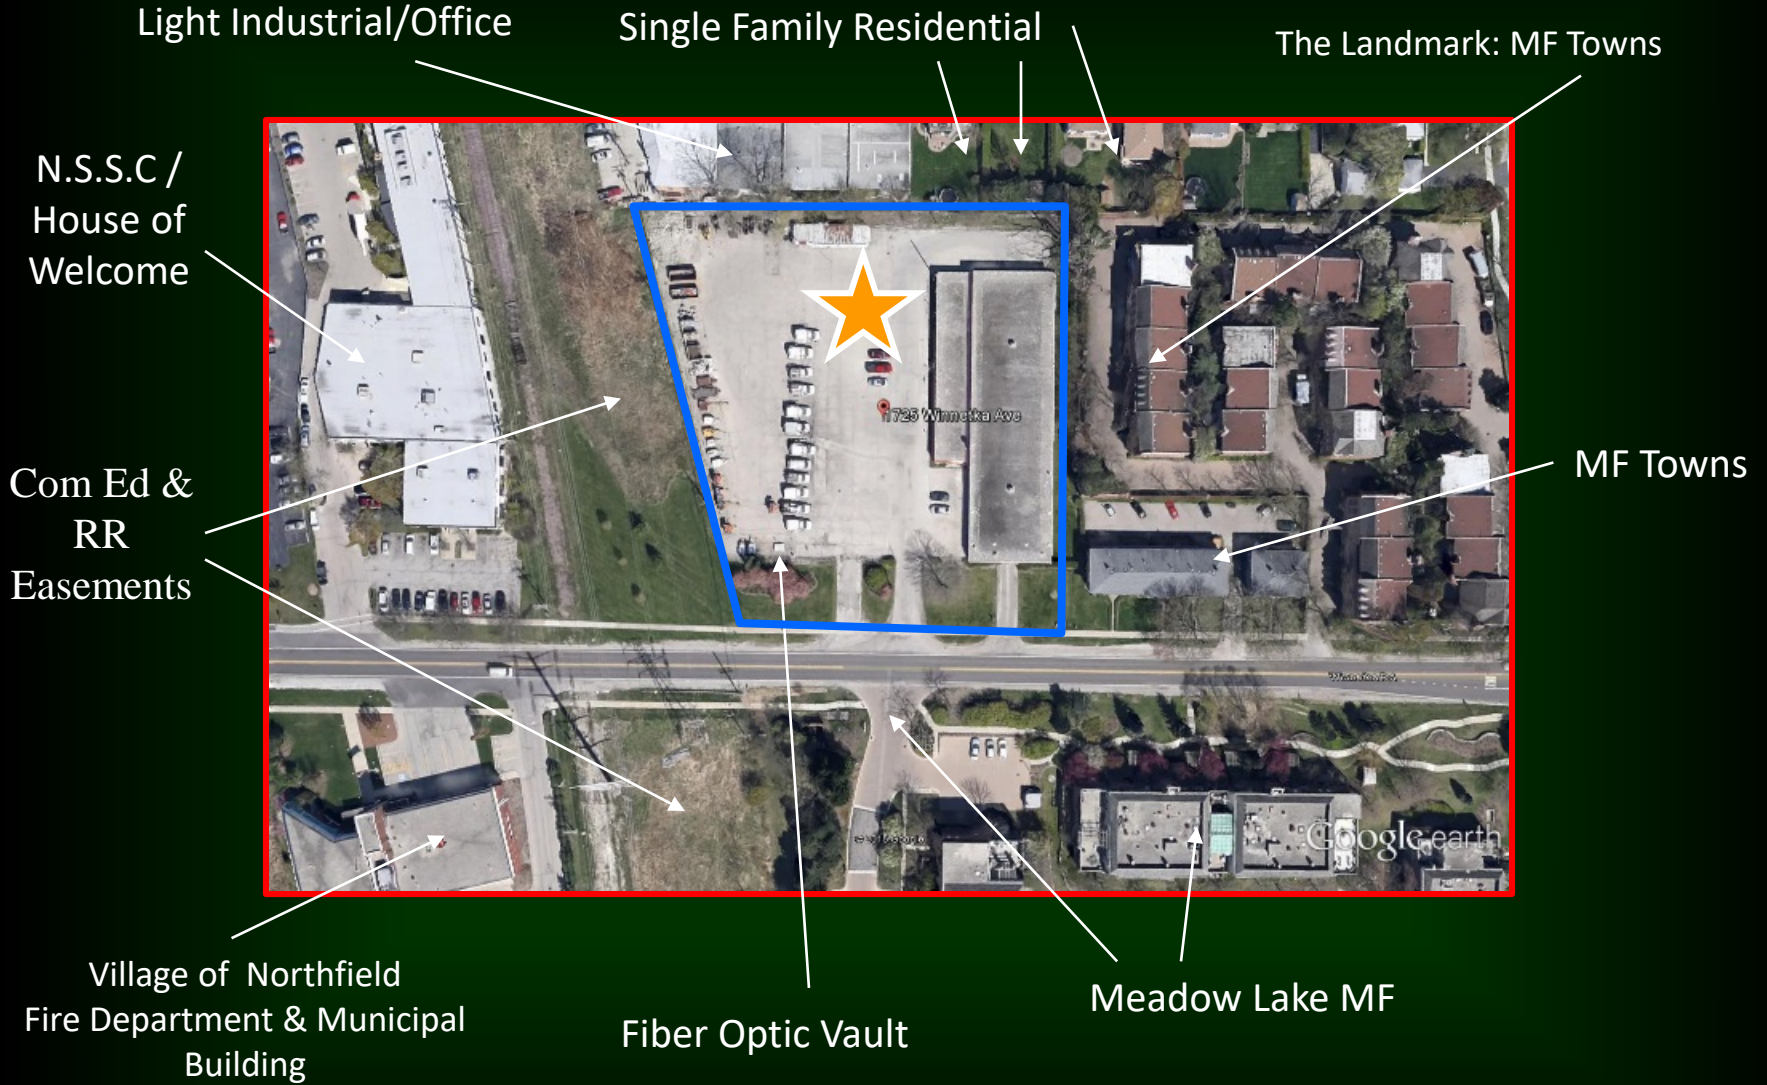 Light Industrial/Office
Single Family Residential
The Landmark: MF Towns
N.S.S.C /
House of
Welcome
1725 Winnetka Ave
Com Ed &
RR
Easements
MF Towns
Google earth
Village of Northfield
Fire Department & Municipal
Building
Fiber Optic Vault
Meadow Lake MF